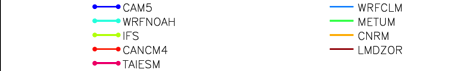 CAM5
WRFNOAH
IFS
CANCM4
TAIESM
WRFCLM
METUM
CNRM
LMDZOR